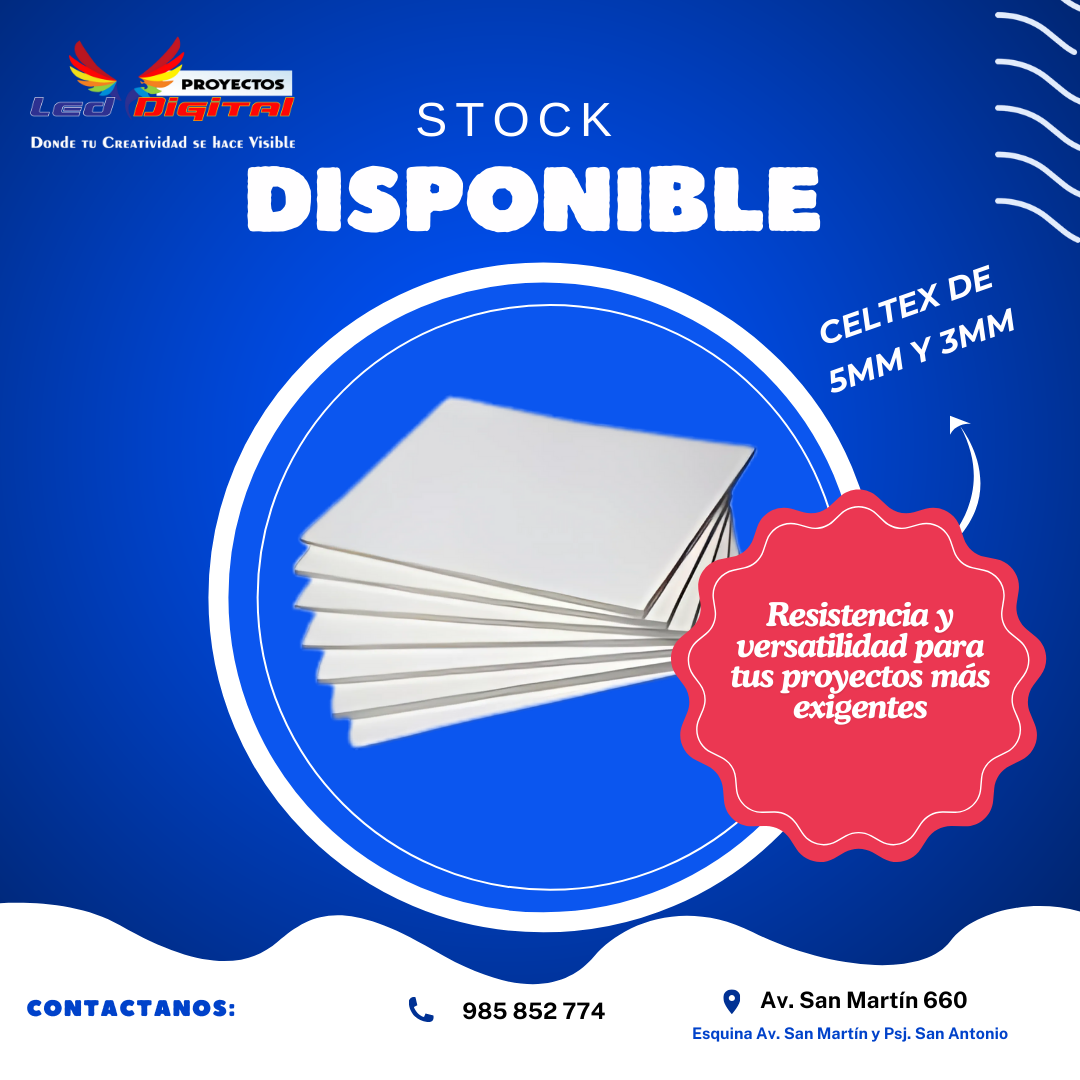 PROYECTOS
Led Digital
Donde tu Creatividad se hace Visible
STOCK
DISPONIBLE
CELTEX DE
5MM Y 3MM
Resistencia y
versatilidad para
tus proyectos más
exigentes
CONTACTANOS:
985 852 774
Av. San Martín 660
Esquina Av. San Martín y Psj. San Antonio